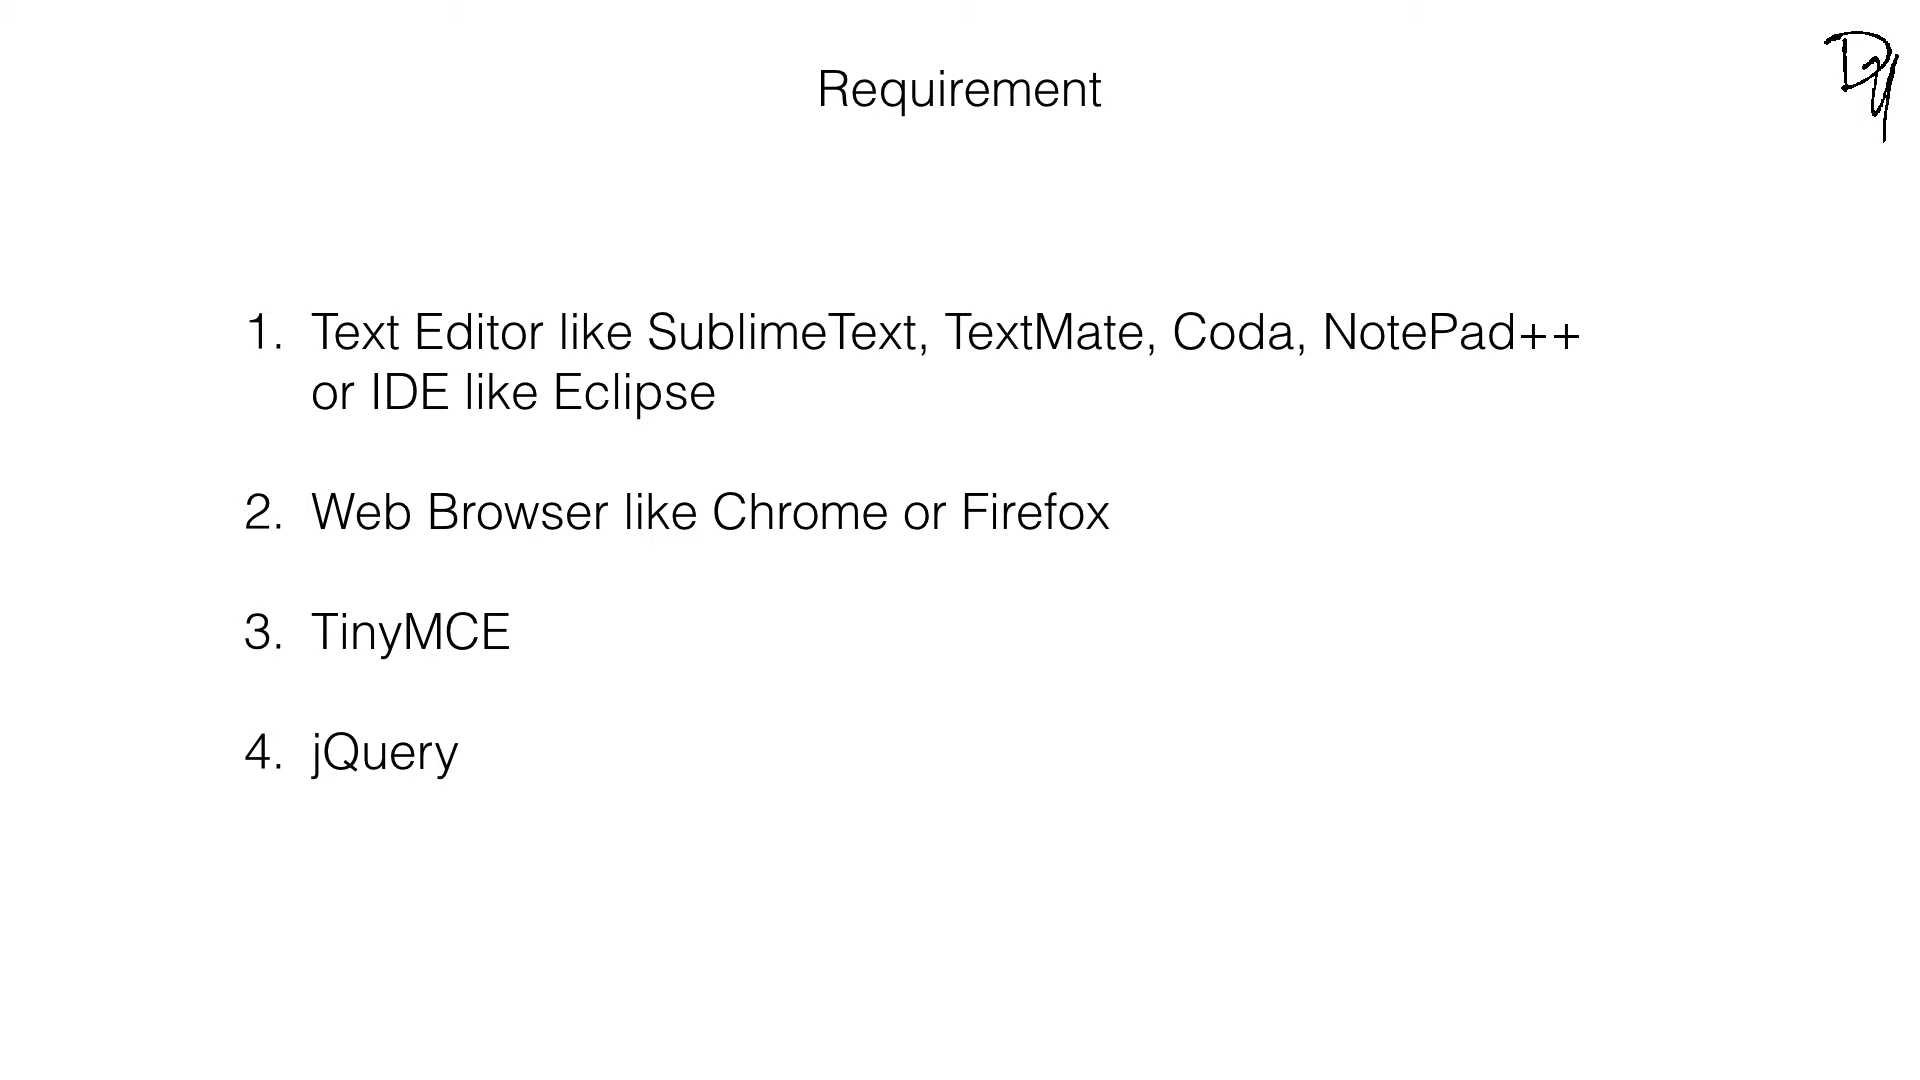 Requirement
DY
1. Text Editor like SublimeText, TextMate, Coda, NotePad++
or IDE like Eclipse
2. Web Browser like Chrome or Firefox
3. TinyMCE
4. jQuery